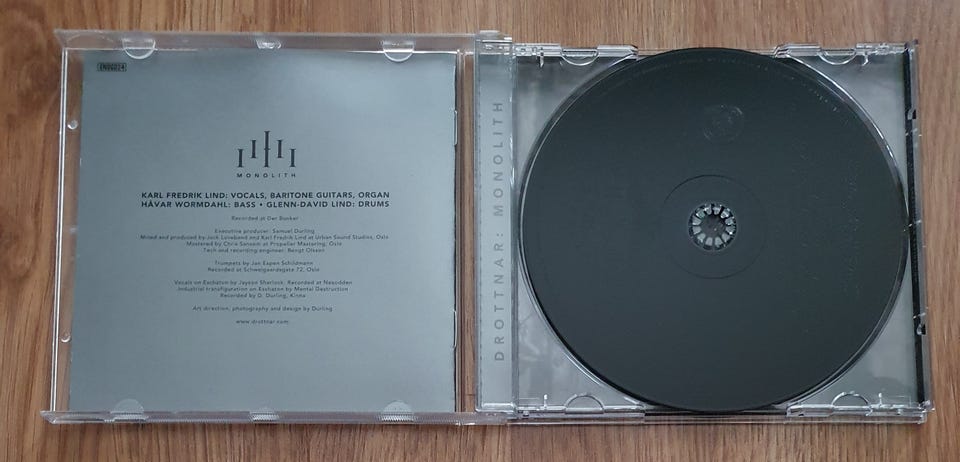 ENDG024
MONOLITH
KARL FREDRIK LIND: VOCALS, BARITONE GUITARS, ORGAN
HÅVAR WORMDAHL: BASS • GLENN-DAVID LIND: DRUMS
Recorded at Der Bunker
Executive producer: Samuel Durling
Mixed and produced by Jock Loveband and Karl Fredrik Lind at Urban Sound Studios, Oslo
Mastered by Chris Sansom at Propeller Mastering, Oslo
Tech and recording engineer: Bengt Olsson
Trumpets by Jan Espen Schildmann
Recorded at Schweigaardsgate 72, Oslo
Vocals on Eschaton by Jayson Sherlock. Recorded at Nesodden
Industrial transfiguration on Eschaton by Mental Destruction
Recorded by D. Durling, Kinna
Art direction, photography and design by Durling
www.drottnar.com
DROTTNAR: MONOLITH